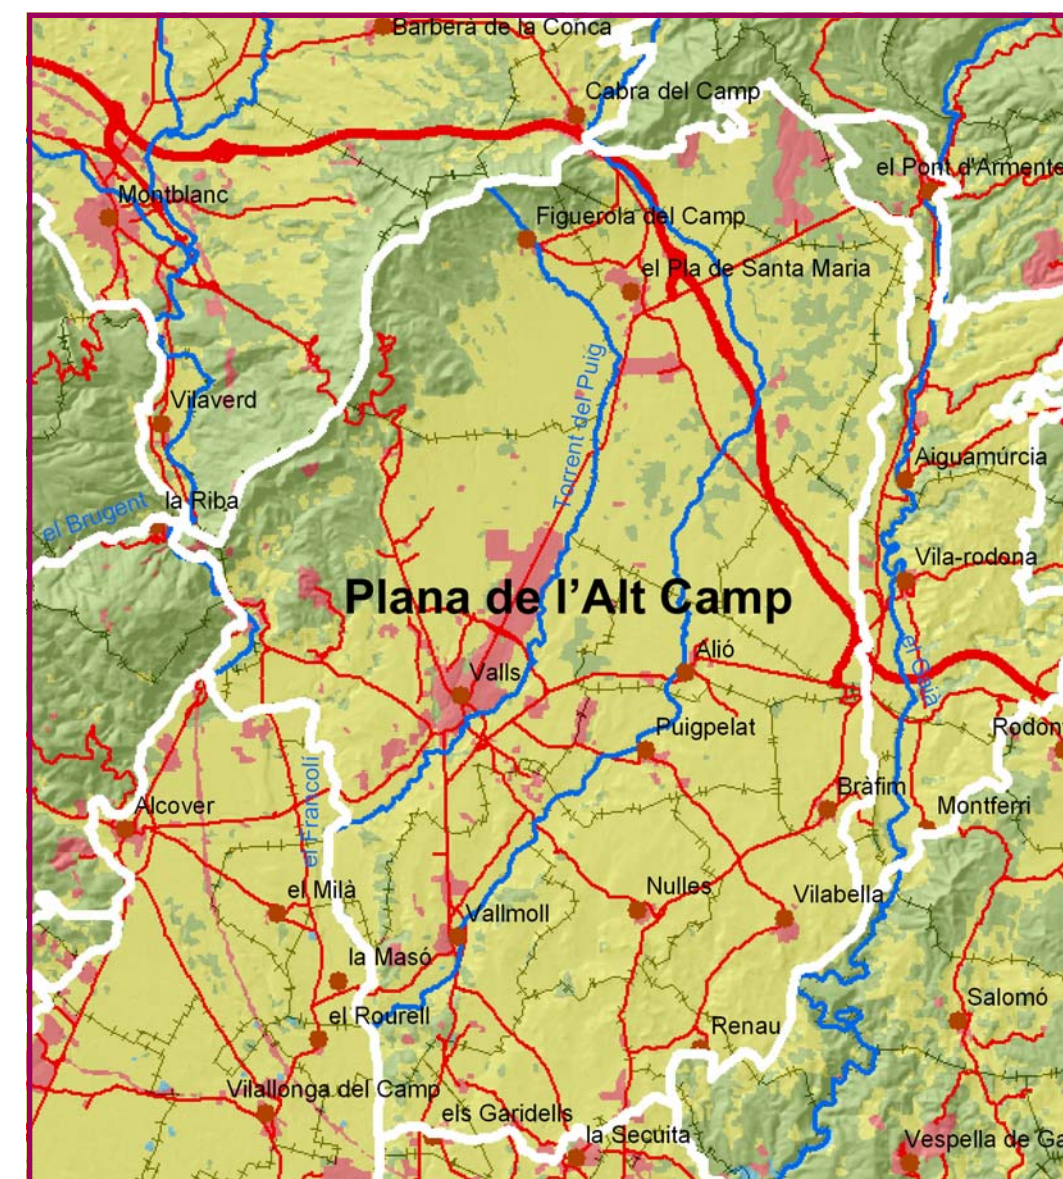 Barberà de la Conca
Cabra del Camp
el Pont d'Armente
Montblanc
Figuerola del Camp
el Pla de Santa Maria
Torrent del Puig
Vilaverd
Aiguamúrcia
la Riba
el Brugent
Vila-rodona
Plana de l'Alt Camp
Alió
Valls
el Gaià
Puigpelat
Rodon
el Francolí
Bràfim
Alcover
Montferri
el Milà
Nulles
Vilabella
Vallmoll
la Masó
Salomó
el Rourell
Renau
Vilallonga del Camp
els Garidells
la Secuita
Vespella de Ga